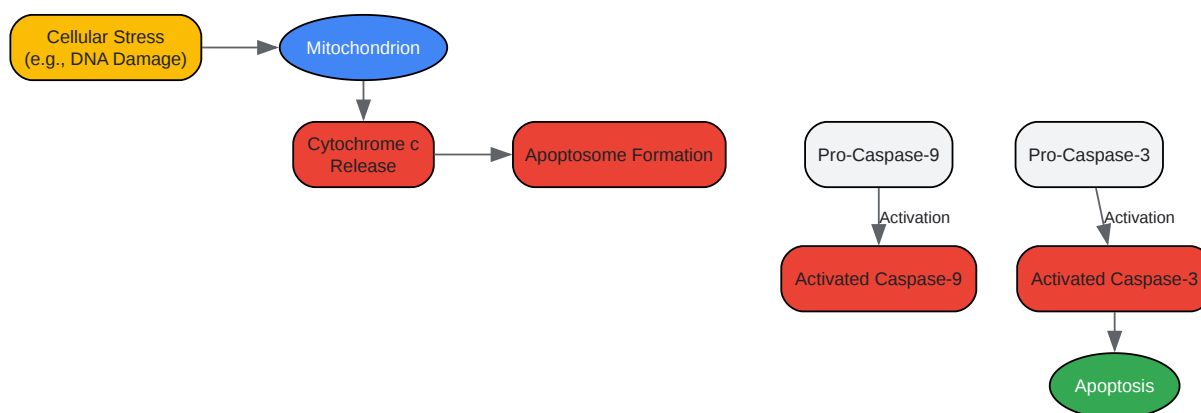 Cellular Stress
(e.g., DNA Damage)
Mitochondrion
Cytochrome c
Release
Apoptosome Formation
Pro-Caspase-9
Pro-Caspase-3
Activation
Activation
Activated Caspase-9
Activated Caspase-3
Apoptosis